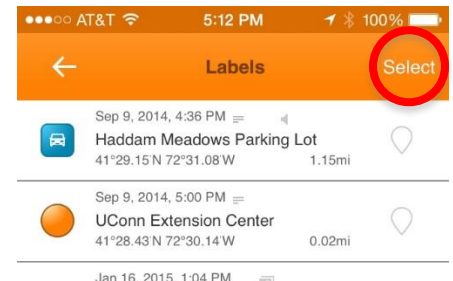 AT&T 5:12 PM 100%
Labels Select
Sep 9, 2014, 4:36 PM
Haddam Meadows Parking Lot
41°29.15'N 72°31.08'W 1.15mi
Sep 9, 2014, 5:00 PM
UConn Extension Center
41°28.43'N 72°30.14'W 0.02mi
Jan 16, 2015, 1:04 PM